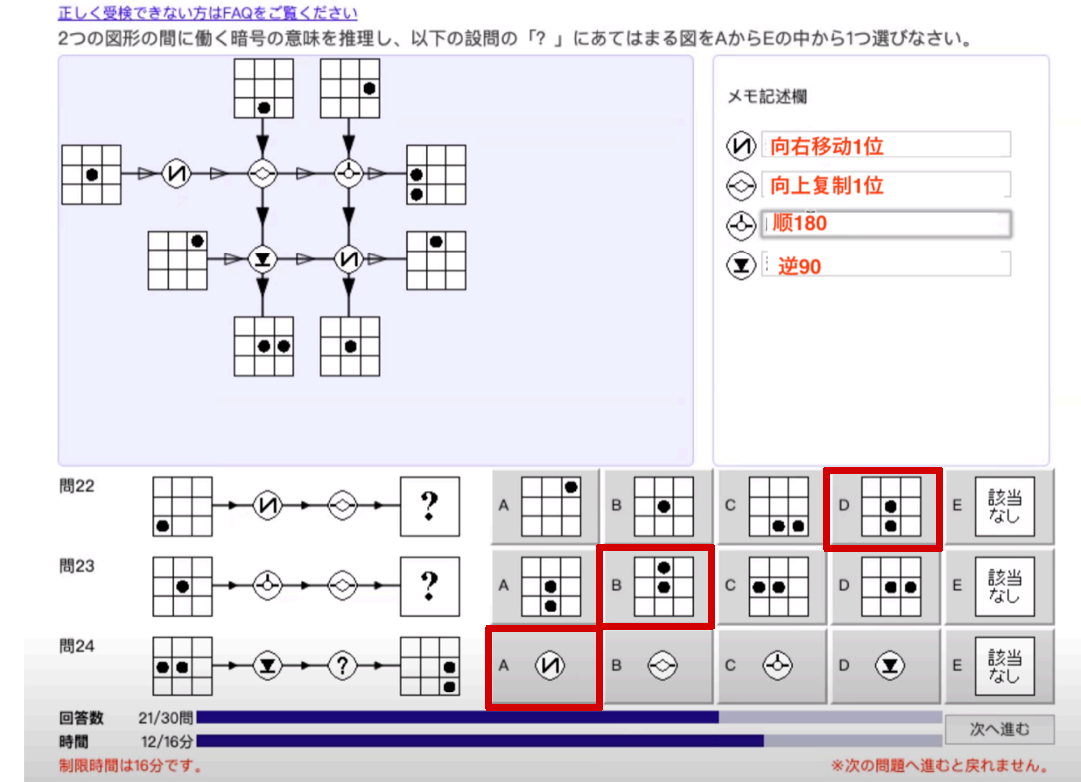 正しく受検できない方はFAQをご覧ください
2つの図形の間に働く暗号の意味を推理し、以下の設問の「?」にあてはまる図をAからEの中から1つ選びなさい。
メモ記述欄
向右移动1位
向上复制1位
顺180
逆90
問22
?
A
B
C
D
E 該当なし
問23
?
A
B
C
D
E 該当なし
問24
?
A
B
C
D
E 該当なし
回答数 21/30問
時間 12/16分
次へ進む
制限時間は16分です。
※次の問題へ進むと戻れません。